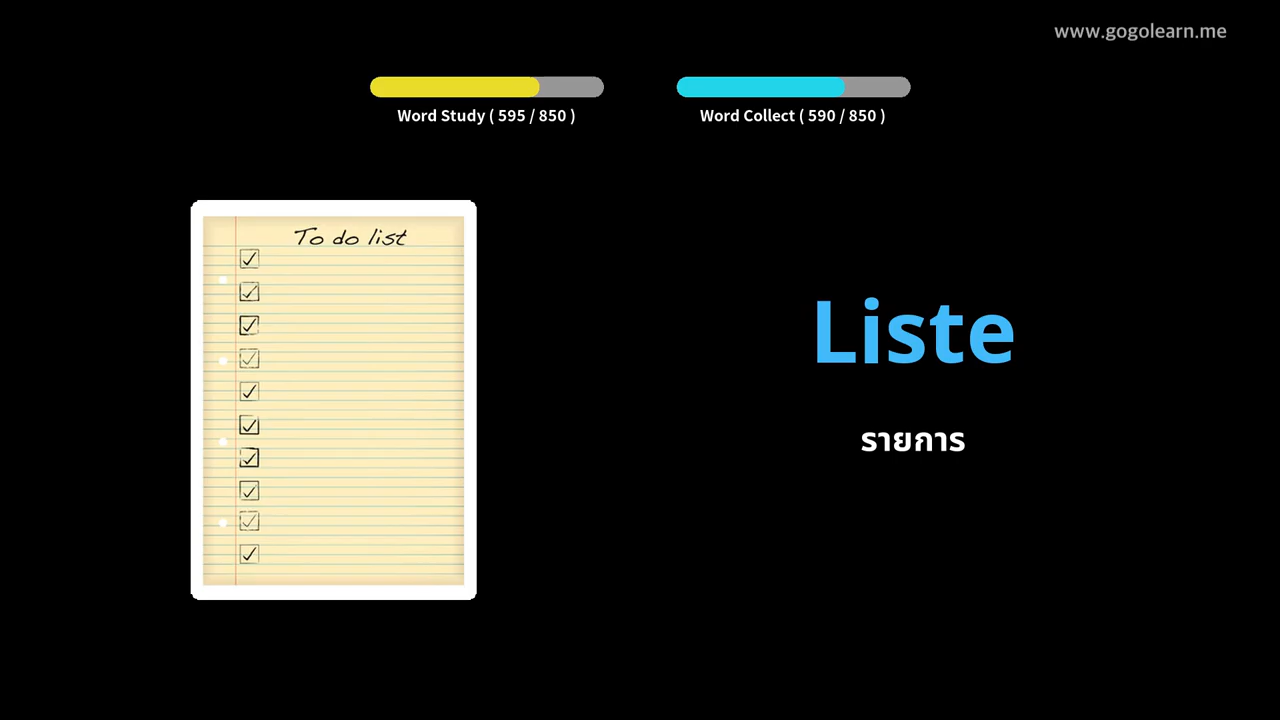 www.gogolearn.me
Word Study ( 595 / 850 )
Word Collect ( 590 / 850 )
To do list
Liste
รายการ